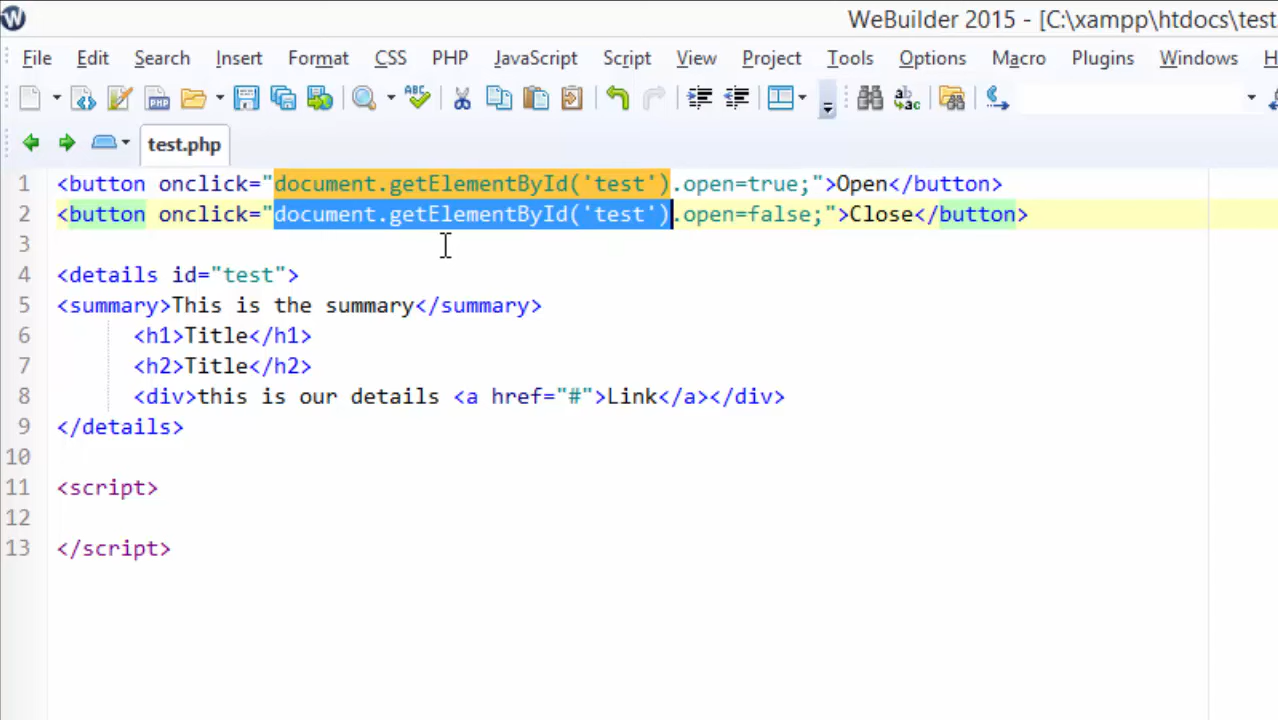 W
WeBuilder 2015 - [C:\xampp\htdocs\test
File Edit Search Insert Format CSS PHP JavaScript Script View Project Tools Options Macro Plugins Windows H
test.php
1 <button onclick="document.getElementById('test').open=true;">Open</button>
2 <button onclick="document.getElementById('test').open=false;">Close</button>
3
4 <details id="test">
5 <summary>This is the summary</summary>
6 <h1>Title</h1>
7 <h2>Title</h2>
8 <div>this is our details <a href="#">Link</a></div>
9 </details>
10
11 <script>
12
13 </script>